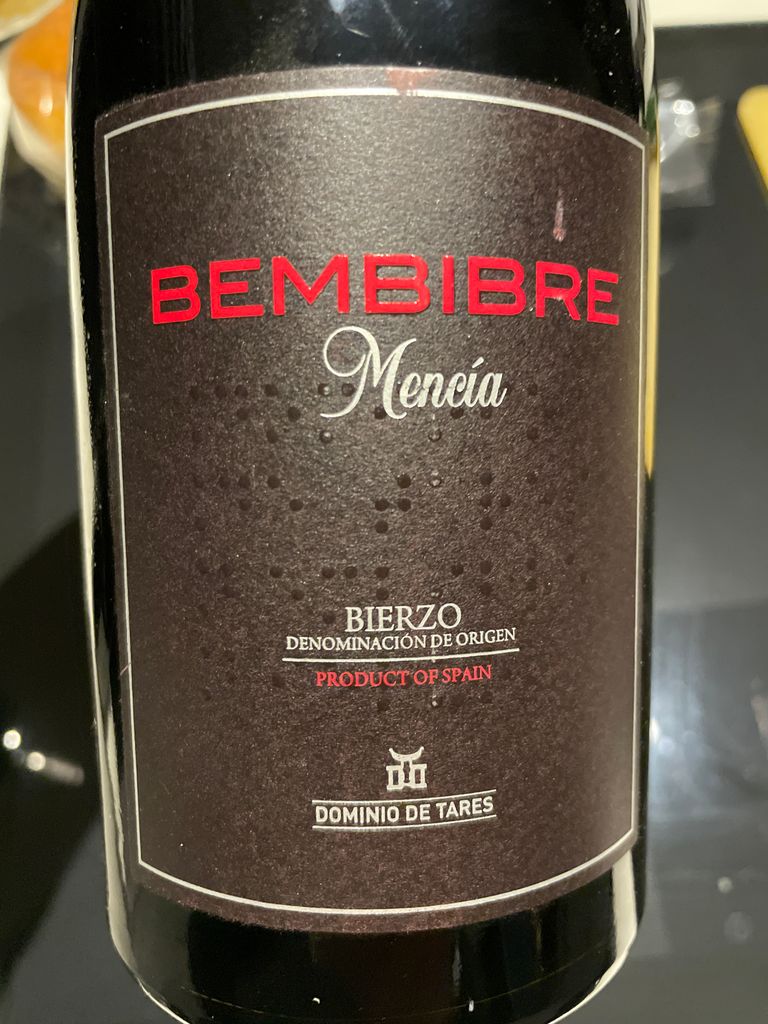 BEMBIBRE
Mencía
BIERZO
DENOMINACIÓN DE ORIGEN
PRODUCT OF SPAIN
DOMINIO DE TARES